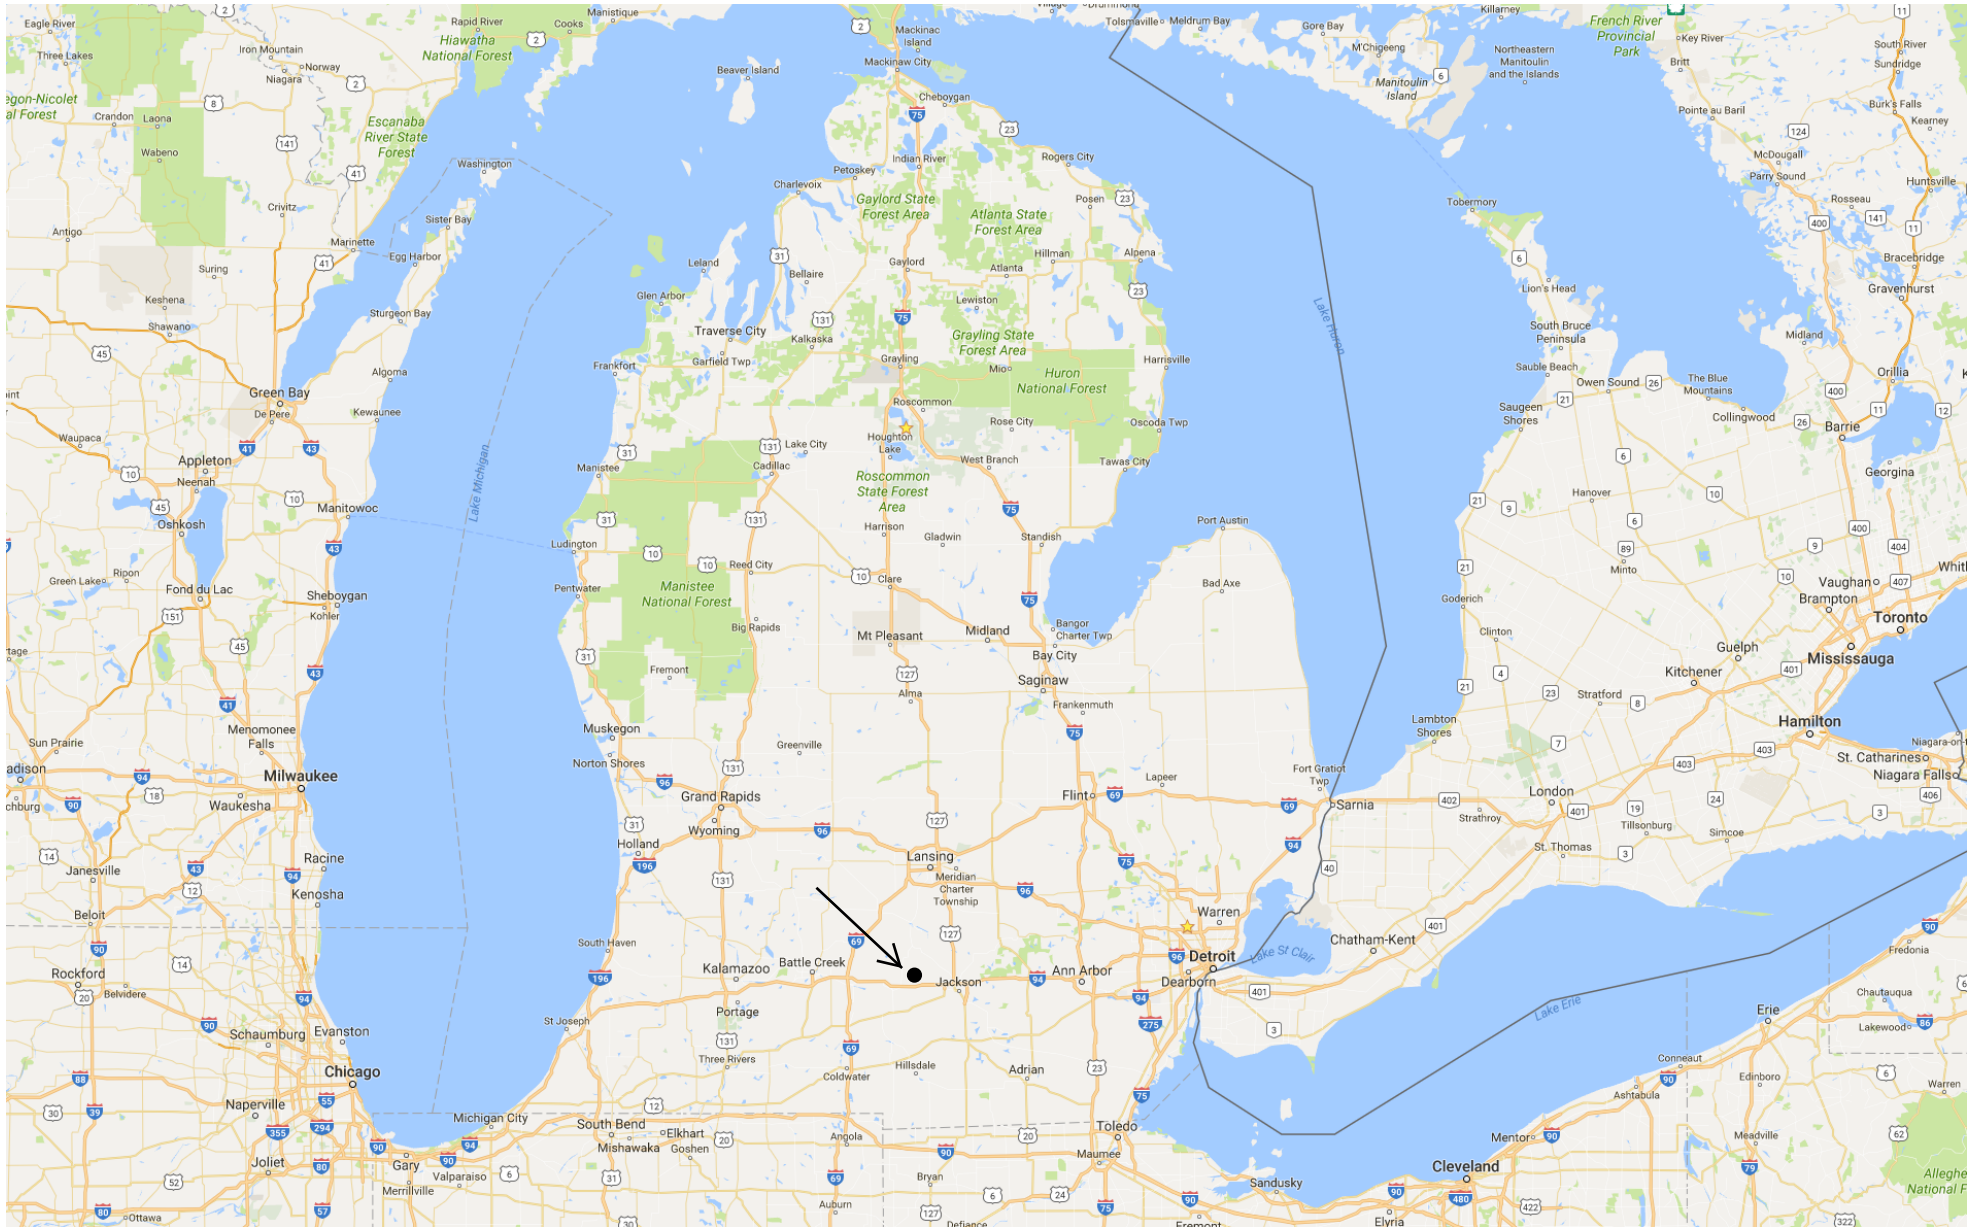 Eagle River
Three Lakes
Iron Mountain
Niagara
Norway
Rapid River
Hiawatha
National Forest
Cooks
Manistique
Crandon
Laona
Wabeno
Escanaba
River State
Forest
Crivitz
Antigo
Marinette
Suring
Keshena
Shawano
Washington
Sister Bay
Egg Harbor
Sturgeon Bay
Algoma
Kewaunee
Green Bay
De Pere
Waupaca
Appleton
Neenah
Oshkosh
Manitowoc
Green Lake
Ripon
Fond du Lac
Sheboygan
Kohler
Lake Michigan
Menomonee
Falls
Sun Prairie
Milwaukee
Waukesha
Racine
Kenosha
Janesville
Beloit
Rockford
Belvidere
Schaumburg
Evanston
Chicago
Naperville
Joliet
Ottawa
Gary
Merrillville
Valparaiso
Michigan City
South Bend
Mishawaka
Elkhart
Goshen
Beaver Island
Mackinac
Island
Mackinaw City
Cheboygan
Indian River
Petoskey
Charlevoix
Rogers City
Posen
Gaylord State
Forest Area
Atlanta State
Forest Area
Hillman
Alpena
Gaylord
Atlanta
Leland
Bellaire
Glen Arbor
Traverse City
Garfield Twp
Kalkaska
Lewiston
Grayling State
Forest Area
Grayling
Mio
Harrisville
Huron
National Forest
Frankfort
Roscommon
Rose City
Oscoda Twp
Houghton
Lake
Lake City
Cadillac
West Branch
Tawas City
Manistee
Roscommon
State Forest
Area
Harrison
Gladwin
Standish
Port Austin
Ludington
Reed City
Clare
Bad Axe
Pentwater
Manistee
National Forest
Big Rapids
Mt Pleasant
Midland
Bangor
Charter Twp
Bay City
Saginaw
Fremont
Alma
Frankenmuth
Muskegon
Norton Shores
Greenville
Lapeer
Fort Gratiot
Twp
Grand Rapids
Wyoming
Flint
Sarnia
Holland
Lansing
Meridian
Charter
Township
Warren
South Haven
Kalamazoo
Battle Creek
Jackson
Ann Arbor
Detroit
Dearborn
Lake St Clair
St Joseph
Portage
Three Rivers
Coldwater
Hillsdale
Adrian
Angola
Toledo
Maumee
Bryan
Auburn
Defiance
Fremont
Sandusky
Elyria
Cleveland
Mentor
Ashtabula
Conneaut
Erie
Edinboro
Meadville
Warren
Lakewood
Chautauqua
Fredonia
Lake Erie
Lake Huron
Tolsmaville
Meldrum Bay
Gore Bay
M'Chigeeng
Manitoulin
Island
Killarney
Northeastern
Manitoulin
and the Islands
French River
Provincial
Park
Key River
Britt
Pointe au Baril
South River
Sundridge
Burk's Falls
Kearney
McDougall
Parry Sound
Huntsville
Rosseau
Bracebridge
Gravenhurst
Tobermory
Lion's Head
South Bruce
Peninsula
Sauble Beach
Owen Sound
The Blue
Mountains
Collingwood
Midland
Orillia
Barrie
Georgina
Saugeen
Shores
Hanover
Minto
Goderich
Clinton
Vaughan
Brampton
Toronto
Mississauga
Guelph
Kitchener
Stratford
Hamilton
St. Catharines
Niagara Falls
Lambton
Shores
London
Strathroy
St. Thomas
Tillsonburg
Simcoe
Chatham-Kent